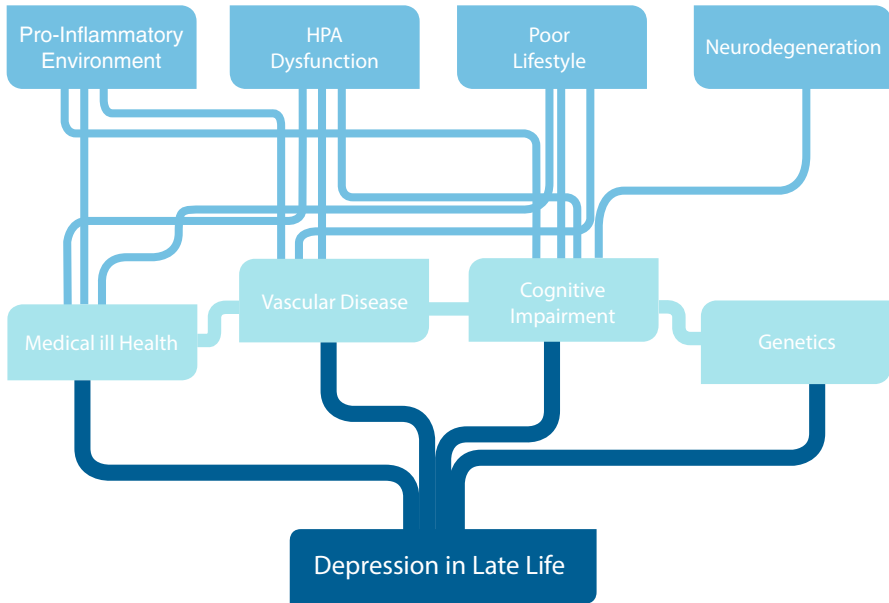 Pro-Inflammatory
Environment
HPA
Dysfunction
Poor
Lifestyle
Neurodegeneration
Vascular Disease
Cognitive
Impairment
Medical ill Health
Genetics
Depression in Late Life